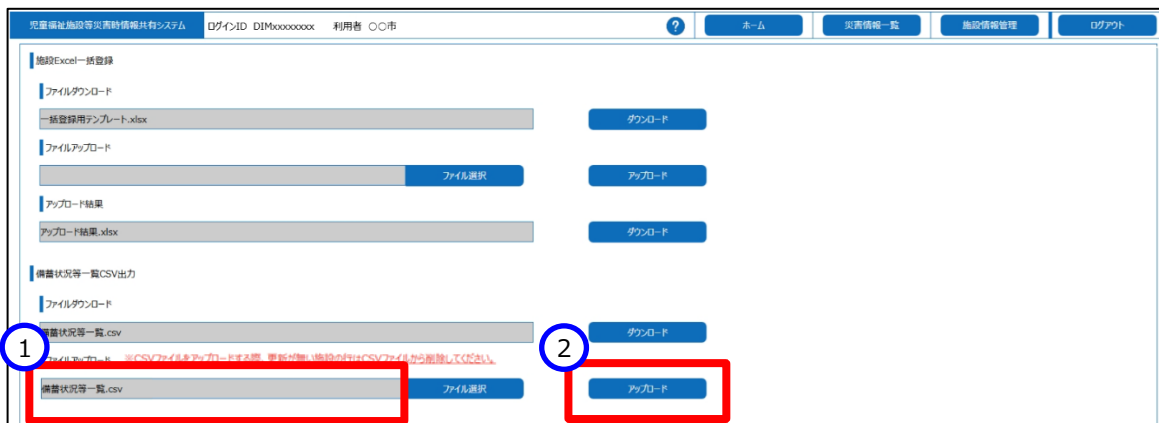 児童福祉施設等災害時情報共有システム ログインID DIMxxxxxxxx 利用者 〇〇市 ? ホーム 災害情報一覧 施設情報管理 ログアウト
施設Excel一括登録
ファイルダウンロード
一括登録用テンプレート.xlsx ダウンロード
ファイルアップロード
ファイル選択 アップロード
アップロード結果
アップロード結果.xlsx ダウンロード
備蓄状況等一覧CSV出力
ファイルダウンロード
備蓄状況等一覧.csv ダウンロード
1 2
ファイルアップロード ※CSVファイルをアップロードする際、更新が無い施設の行はCSVファイルから削除してください。
備蓄状況等一覧.csv ファイル選択 アップロード